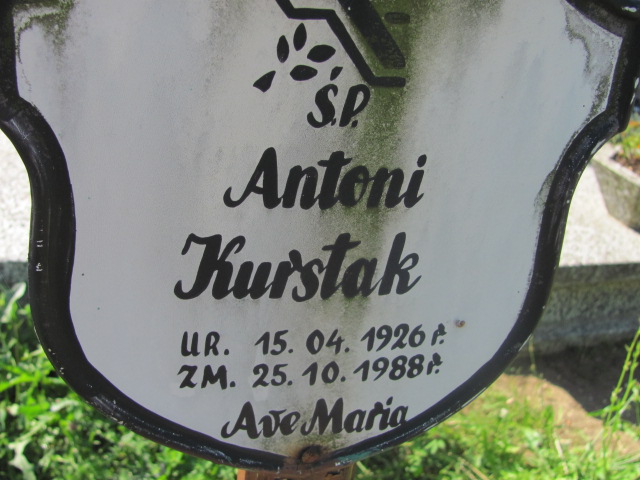 Ś.P.
Antoni
Kurstak
UR. 15. 04. 1926 r.
ZM. 25. 10. 1988 r.
Ave Maria